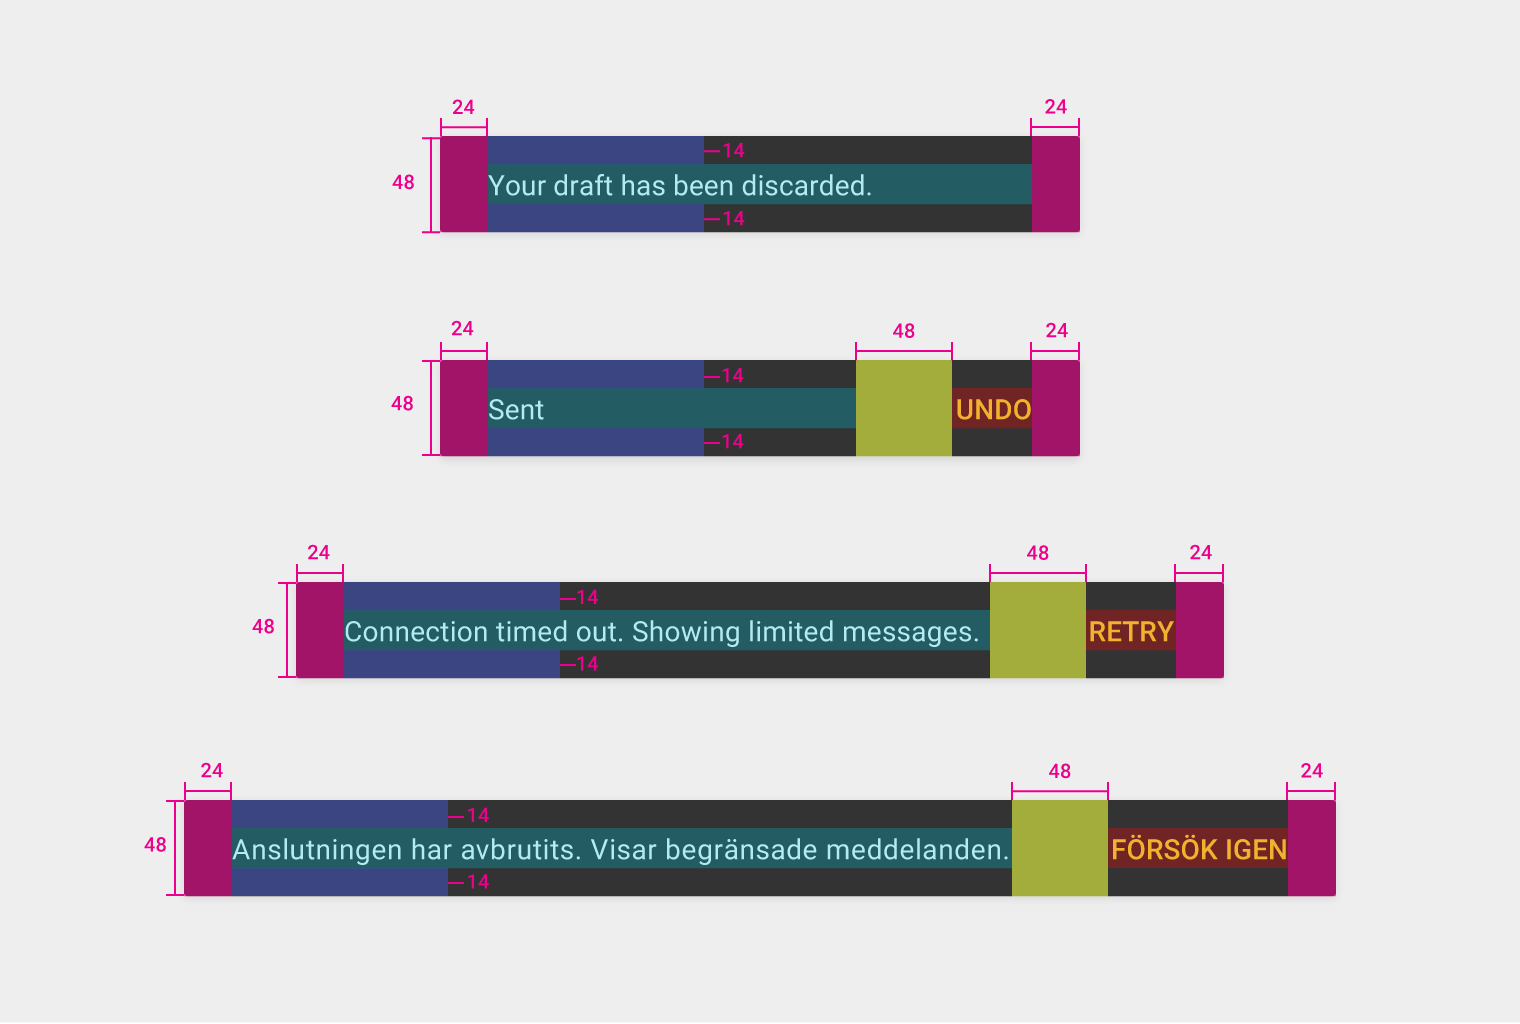 24 24
48
14
Your draft has been discarded.
14
24 48 24
48
14
Sent UNDO
14
24 48 24
48
14
Connection timed out. Showing limited messages. RETRY
14
24 48 24
48
14
Anslutningen har avbrutits. Visar begränsade meddelanden. FÖRSÖK IGEN
14